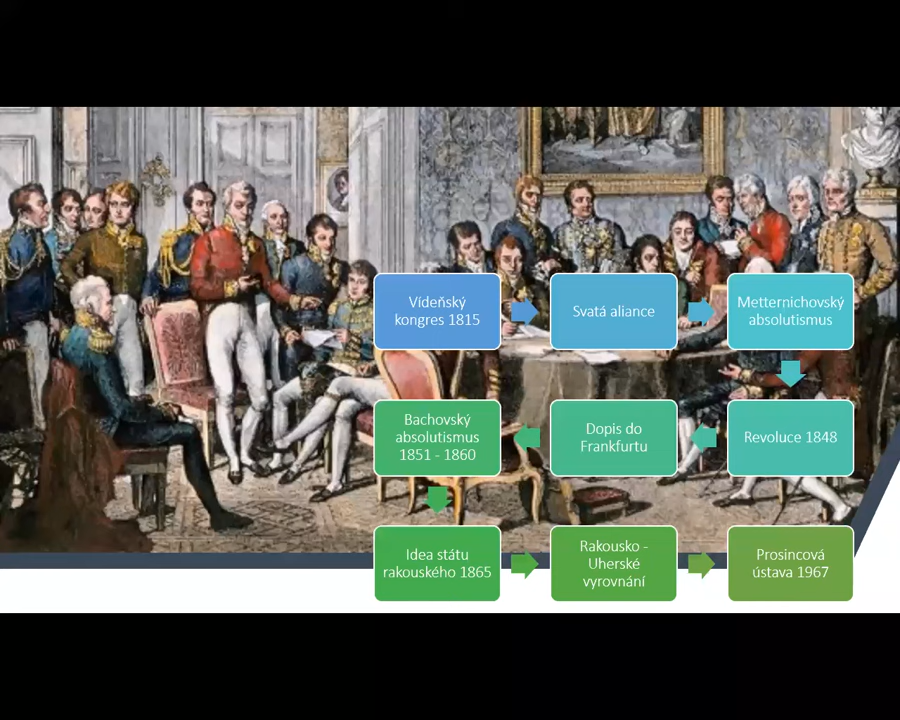 Vídeňský
kongres 1815
Svatá aliance
Metternichovský
absolutismus
Revoluce 1848
Dopis do
Frankfurtu
Bachovský
absolutismus
1851 - 1860
Idea státu
rakouského 1865
Rakousko -
Uherské
vyrovnání
Prosincová
ústava 1967